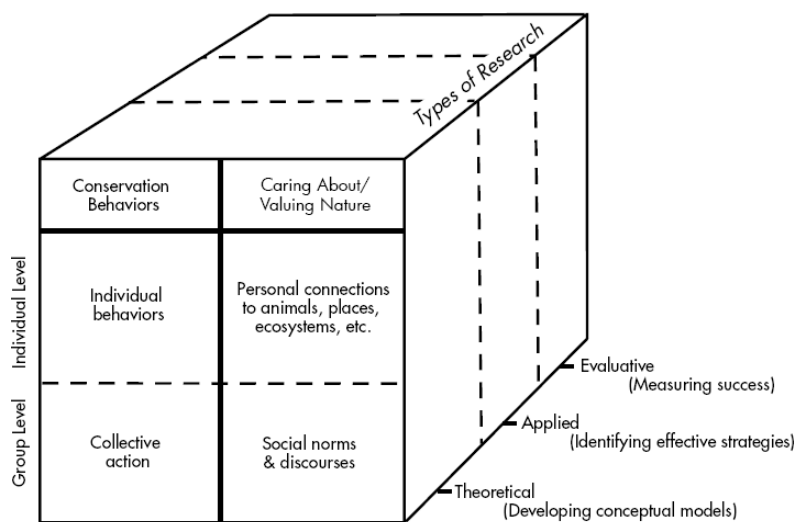 Types of Research
Conservation
Behaviors
Caring About/
Valuing Nature
Individual Level
Individual
behaviors
Personal connections
to animals, places,
ecosystems, etc.
Group Level
Collective
action
Social norms
& discourses
Evaluative
(Measuring success)
Applied
(Identifying effective strategies)
Theoretical
(Developing conceptual models)